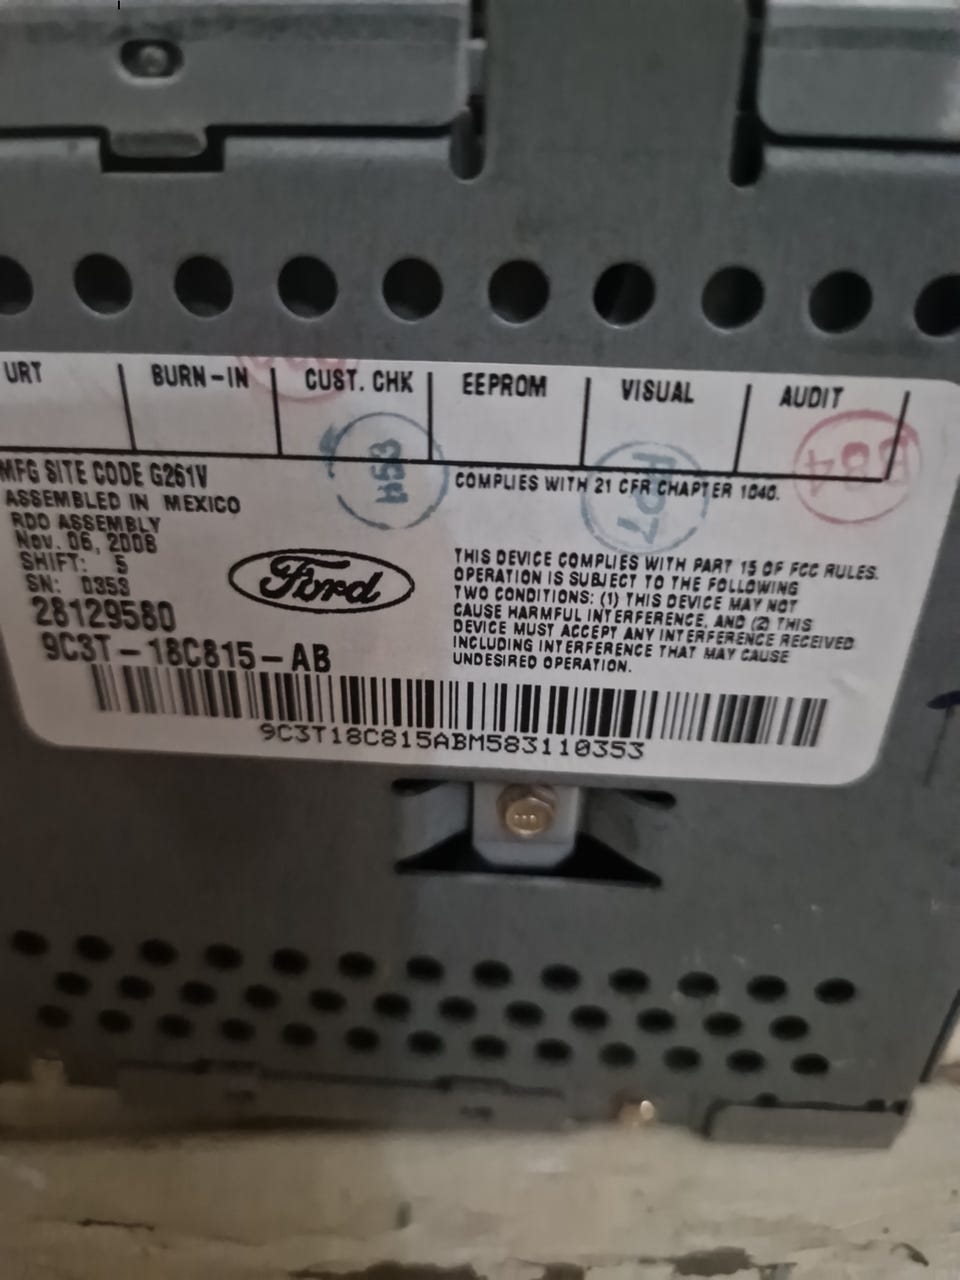 URT
BURN-IN
CUST. CHK
EEPROM
VISUAL
AUDIT
MFG SITE CODE G261V
ASSEMBLED IN MEXICO
RDO ASSEMBLY
Nov. 06, 2008
SHIFT: 5
SN: 0353
28129580
9C3T-18C815-AB
Ford
COMPLIES WITH 21 CFR CHAPTER 1040.
THIS DEVICE COMPLIES WITH PART 15 OF FCC RULES.
OPERATION IS SUBJECT TO THE FOLLOWING
TWO CONDITIONS: (1) THIS DEVICE MAY NOT
CAUSE HARMFUL INTERFERENCE, AND (2) THIS
DEVICE MUST ACCEPT ANY INTERFERENCE RECEIVED
INCLUDING INTERFERENCE THAT MAY CAUSE
UNDESIRED OPERATION.
9C3T18C815ABM583110353